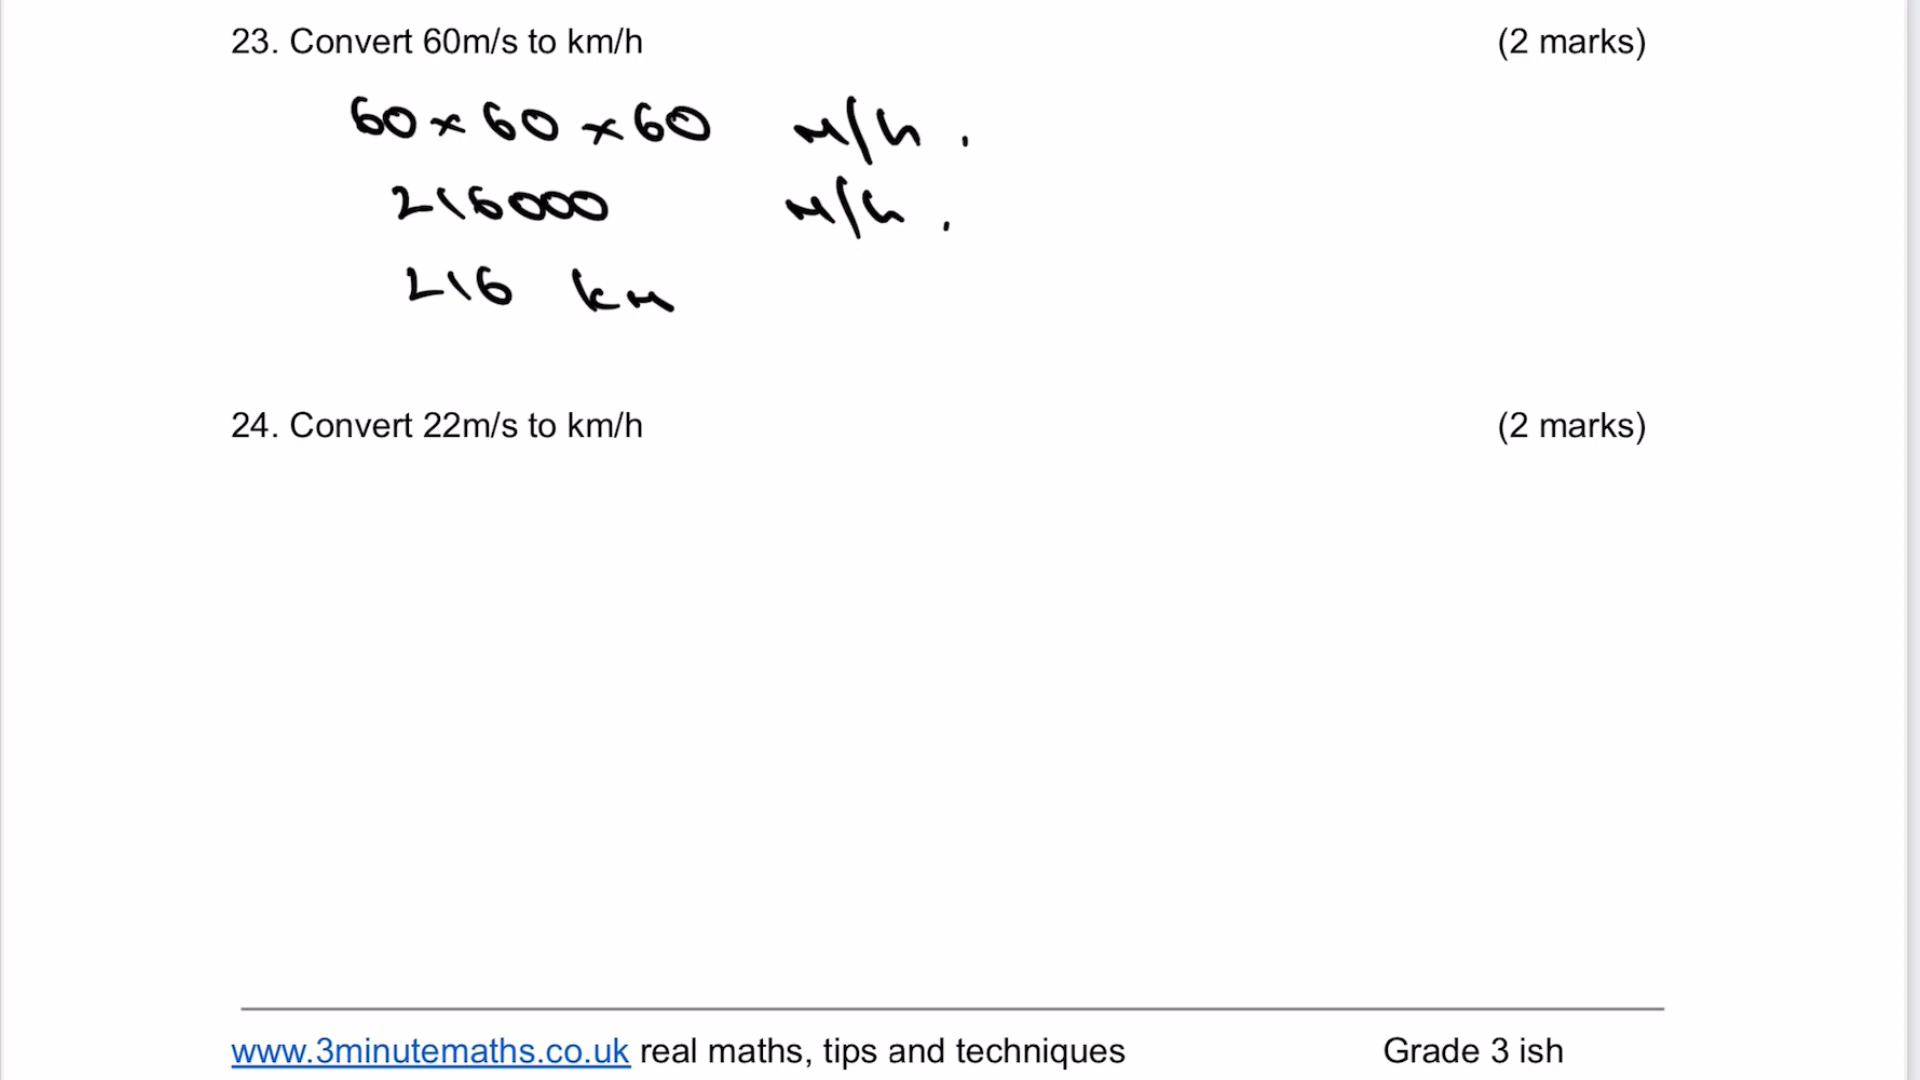 23. Convert 60m/s to km/h (2 marks)
60 × 60 × 60 m/h.
216000 m/h.
216 km
24. Convert 22m/s to km/h (2 marks)
www.3minutemaths.co.uk real maths, tips and techniques Grade 3 ish